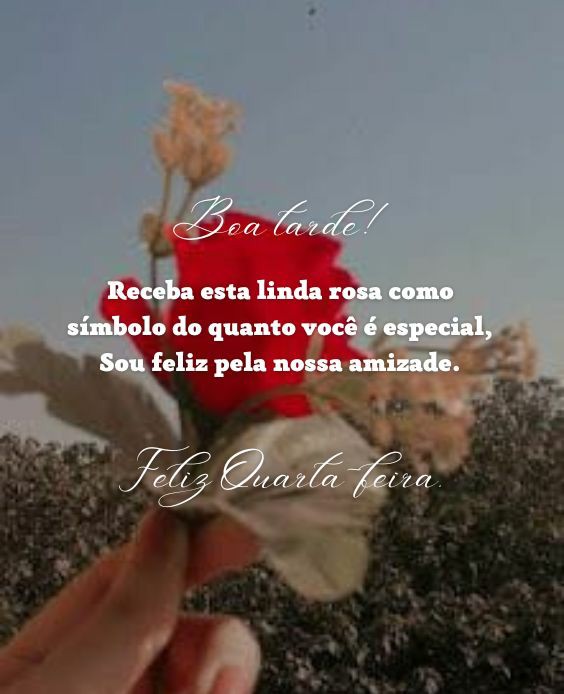 Boa tarde!
Receba esta linda rosa como
símbolo do quanto você é especial,
Sou feliz pela nossa amizade.
Feliz Quarta-feira.